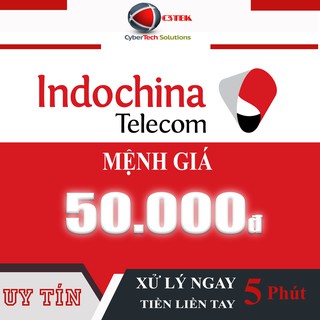 CSTEK
CyberTech Solutions
Indochina
Telecom
MỆNH GIÁ
50.000đ
UY TÍN
XỬ LÝ NGAY
TIỀN LIỀN TAY
5 Phút